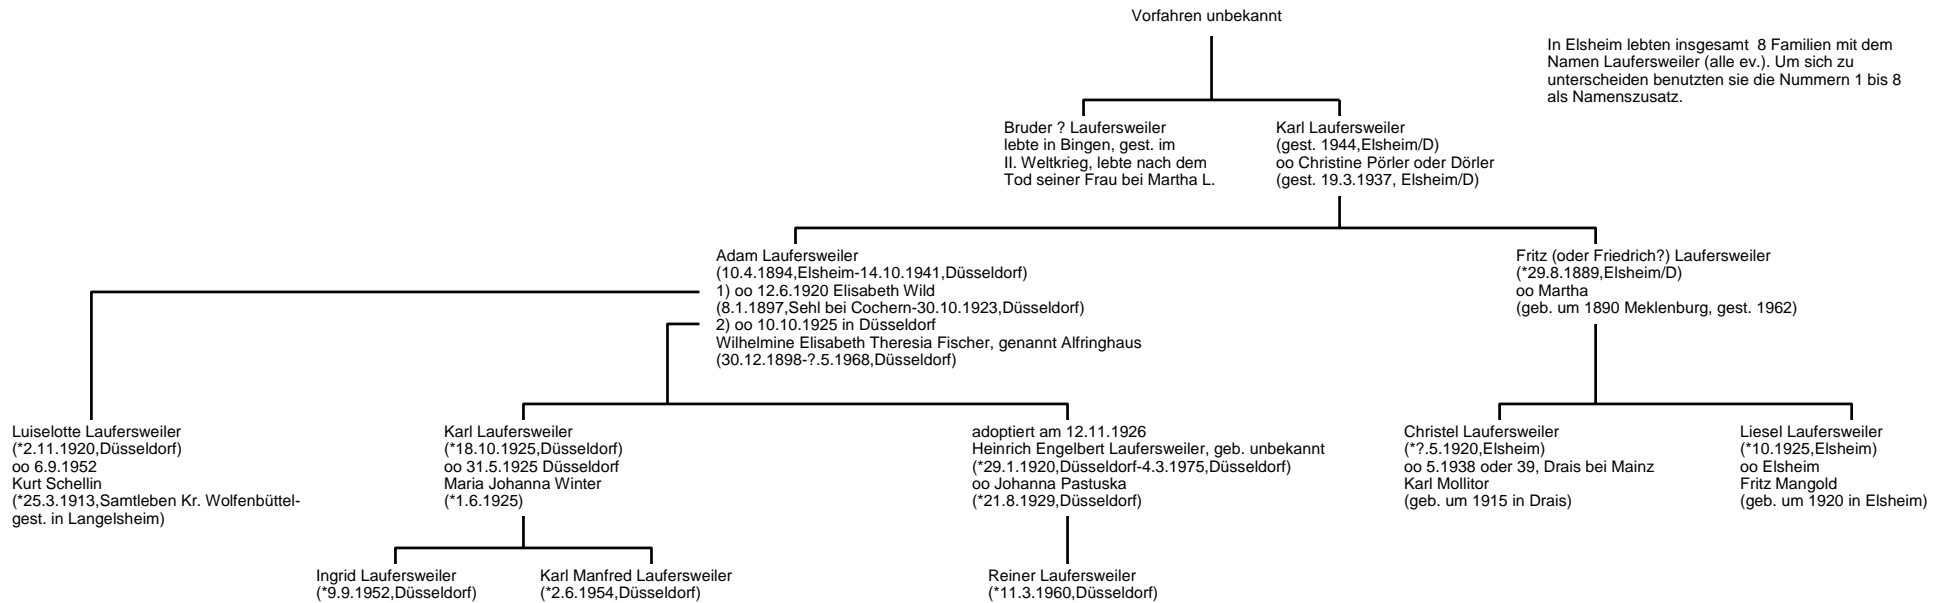 Vorfahren unbekannt
In Elsheim lebten insgesamt 8 Familien mit dem
Namen Laufersweiler (alle ev.). Um sich zu
unterscheiden benutzten sie die Nummern 1 bis 8
als Namenszusatz.
Bruder ? Laufersweiler
lebte in Bingen, gest. im
II. Weltkrieg, lebte nach dem
Tod seiner Frau bei Martha L.
Karl Laufersweiler
(gest. 1944,Elsheim/D)
oo Christine Pörler oder Dörler
(gest. 19.3.1937, Elsheim/D)
Adam Laufersweiler
(10.4.1894,Elsheim-14.10.1941,Düsseldorf)
1) oo 12.6.1920 Elisabeth Wild
(8.1.1897,Sehl bei Cochern-30.10.1923,Düsseldorf)
2) oo 10.10.1925 in Düsseldorf
Wilhelmine Elisabeth Theresia Fischer, genannt Alfringhaus
(30.12.1898-?.5.1968,Düsseldorf)
Fritz (oder Friedrich?) Laufersweiler
(*29.8.1889,Elsheim/D)
oo Martha
(geb. um 1890 Meklenburg, gest. 1962)
Luiselotte Laufersweiler
(*2.11.1920,Düsseldorf)
oo 6.9.1952
Kurt Schellin
(*25.3.1913,Samtleben Kr. Wolfenbüttel-
gest. in Langelsheim)
Karl Laufersweiler
(*18.10.1925,Düsseldorf)
oo 31.5.1925 Düsseldorf
Maria Johanna Winter
(*1.6.1925)
adoptiert am 12.11.1926
Heinrich Engelbert Laufersweiler, geb. unbekannt
(*29.1.1920,Düsseldorf-4.3.1975,Düsseldorf)
oo Johanna Pastuska
(*21.8.1929,Düsseldorf)
Christel Laufersweiler
(*?.5.1920,Elsheim)
oo 5.1938 oder 39, Drais bei Mainz
Karl Mollitor
(geb. um 1915 in Drais)
Liesel Laufersweiler
(*10.1925,Elsheim)
oo Elsheim
Fritz Mangold
(geb. um 1920 in Elsheim)
Ingrid Laufersweiler
(*9.9.1952,Düsseldorf)
Karl Manfred Laufersweiler
(*2.6.1954,Düsseldorf)
Reiner Laufersweiler
(*11.3.1960,Düsseldorf)